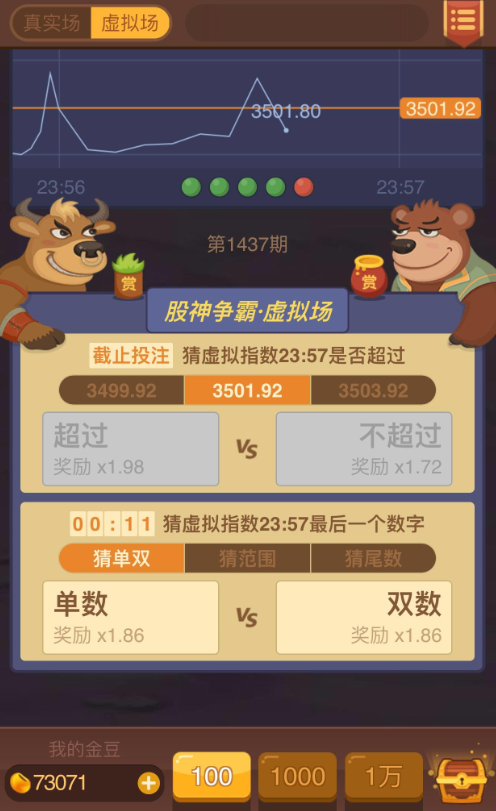 真实场 虚拟场
3501.80
3501.92
23:56 23:57
第1437期
赏 赏
股神争霸·虚拟场
截止投注 猜虚拟指数23:57是否超过
3499.92 3501.92 3503.92
超过 VS 不超过
奖励 x1.98 奖励 x1.72
00:11 猜虚拟指数23:57最后一个数字
猜单双 猜范围 猜尾数
单数 VS 双数
奖励 x1.86 奖励 x1.86
我的金豆
73071 100 1000 1万